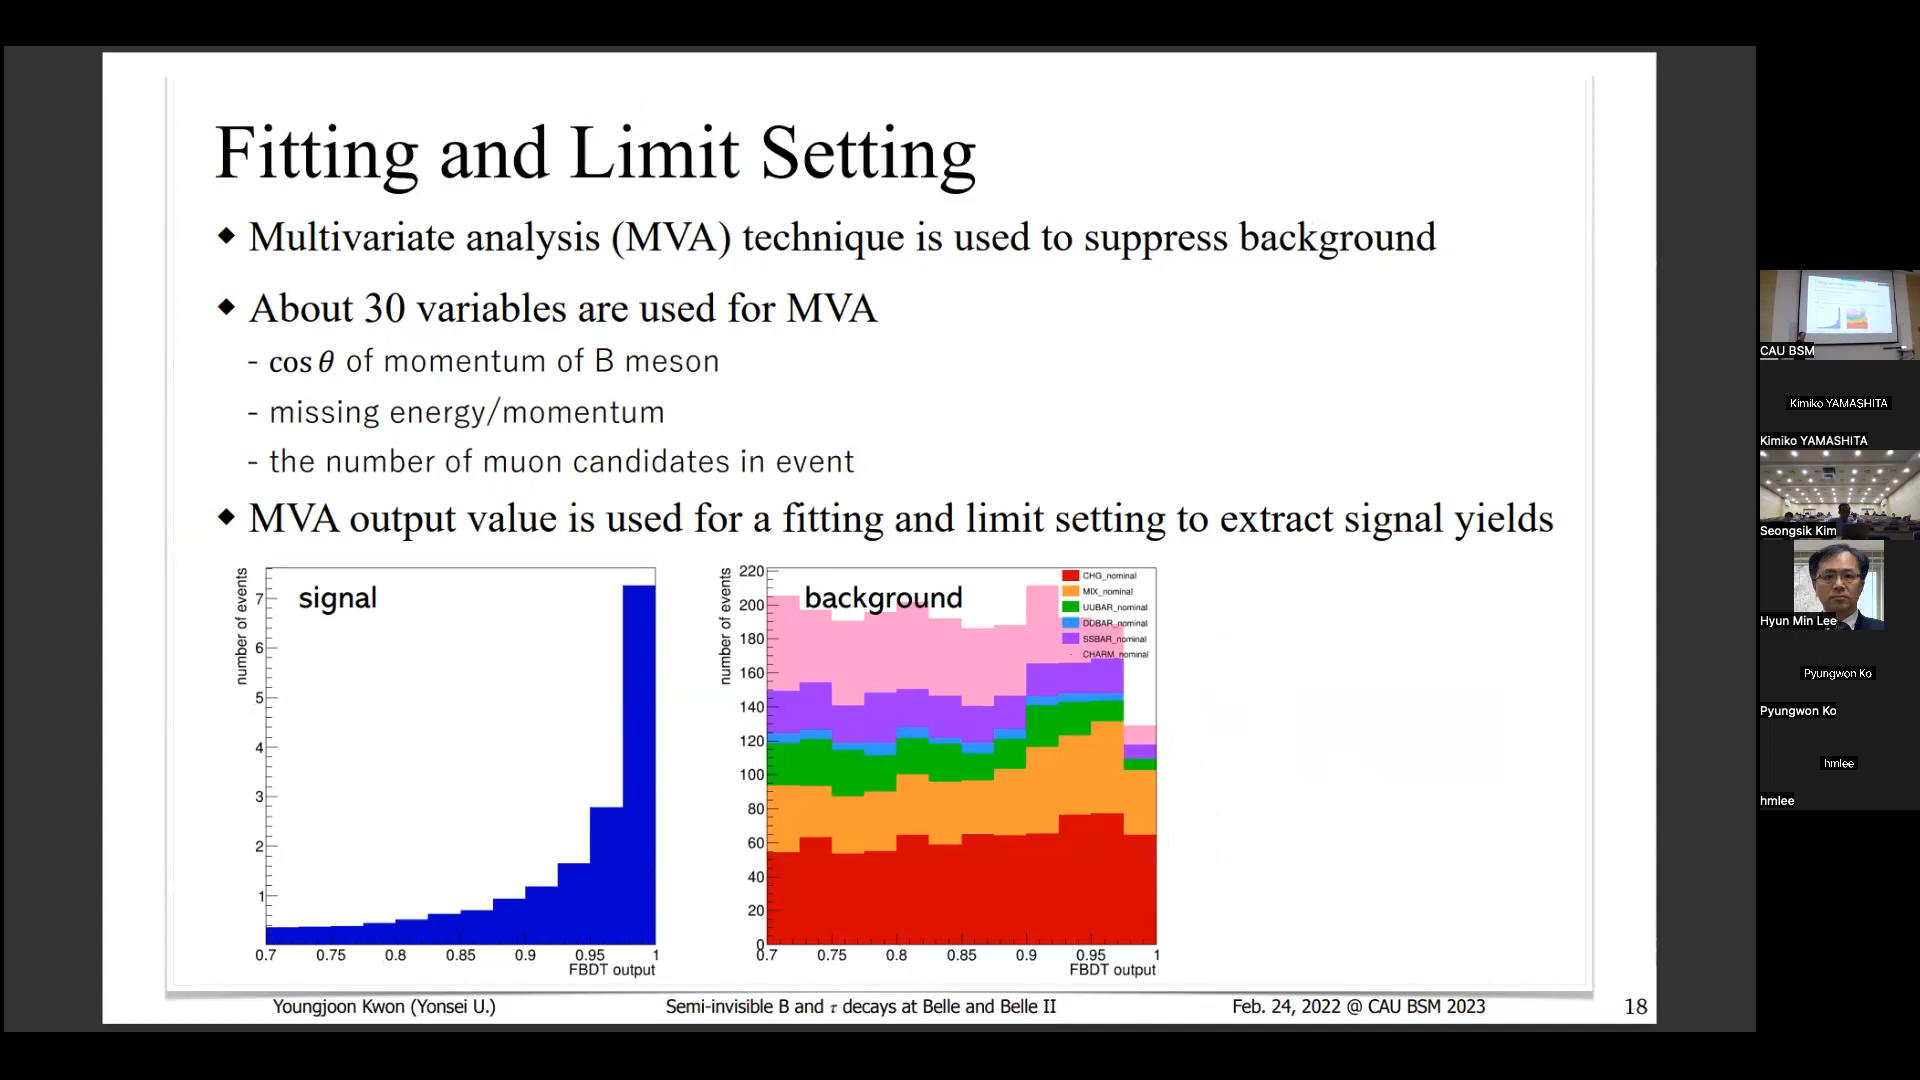 Fitting and Limit Setting
◆ Multivariate analysis (MVA) technique is used to suppress background
◆ About 30 variables are used for MVA
- cos θ of momentum of B meson
- missing energy/momentum
- the number of muon candidates in event
◆ MVA output value is used for a fitting and limit setting to extract signal yields
number of events
signal
7
6
5
4
3
2
1
0.7 0.75 0.8 0.85 0.9 0.95 1
FBDT output
number of events
background
220
200
180
160
140
120
100
80
60
40
20
0
CHG_nominal
MIX_nominal
UUBAR_nominal
DDBAR_nominal
SSBAR_nominal
CHARM_nominal
0.7 0.75 0.8 0.85 0.9 0.95 1
FBDT output
Youngjoon Kwon (Yonsei U.) Semi-invisible B and τ decays at Belle and Belle II Feb. 24, 2022 @ CAU BSM 2023 18
CAU BSM
Kimiko YAMASHITA
Kimiko YAMASHITA
Seongsik Kim
Hyun Min Lee
Pyungwon Ko
Pyungwon Ko
hmlee
hmlee